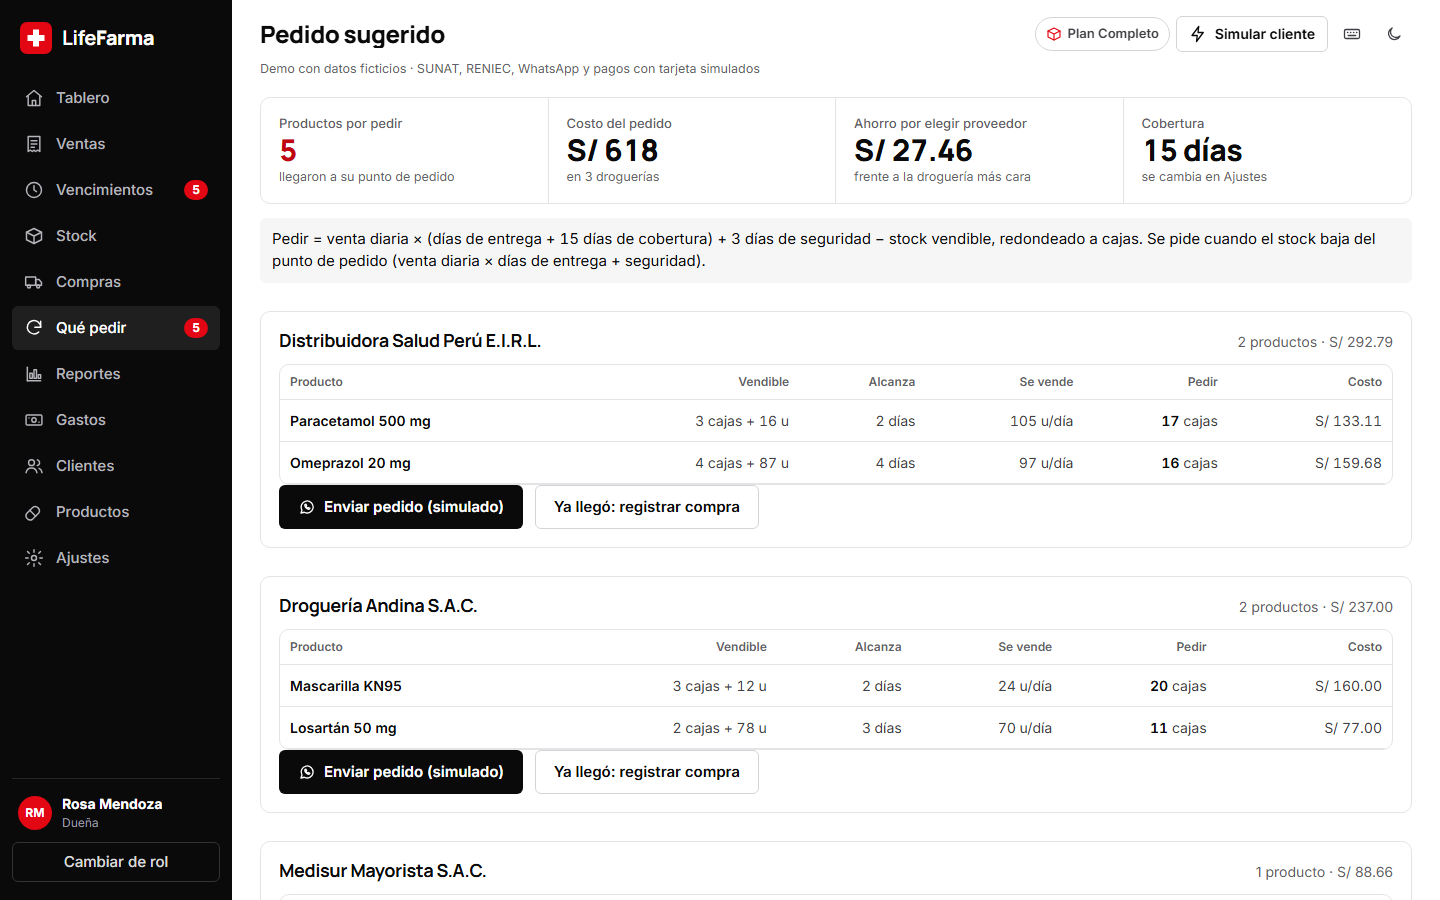 LifeFarma
Tablero
Ventas
Vencimientos 5
Stock
Compras
Qué pedir 5
Reportes
Gastos
Clientes
Productos
Ajustes
RM
Rosa Mendoza
Dueña
Cambiar de rol
Pedido sugerido
Plan Completo
Simular cliente
Demo con datos ficticios · SUNAT, RENIEC, WhatsApp y pagos con tarjeta simulados
Productos por pedir
5
llegaron a su punto de pedido
Costo del pedido
S/ 618
en 3 droguerías
Ahorro por elegir proveedor
S/ 27.46
frente a la droguería más cara
Cobertura
15 días
se cambia en Ajustes
Pedir = venta diaria × (días de entrega + 15 días de cobertura) + 3 días de seguridad − stock vendible, redondeado a cajas. Se pide cuando el stock baja del
punto de pedido (venta diaria × días de entrega + seguridad).
Distribuidora Salud Perú E.I.R.L.
2 productos · S/ 292.79
Producto Vendible Alcanza Se vende Pedir Costo
Paracetamol 500 mg 3 cajas + 16 u 2 días 105 u/día 17 cajas S/ 133.11
Omeprazol 20 mg 4 cajas + 87 u 4 días 97 u/día 16 cajas S/ 159.68
Enviar pedido (simulado)
Ya llegó: registrar compra
Droguería Andina S.A.C.
2 productos · S/ 237.00
Producto Vendible Alcanza Se vende Pedir Costo
Mascarilla KN95 3 cajas + 12 u 2 días 24 u/día 20 cajas S/ 160.00
Losartán 50 mg 2 cajas + 78 u 3 días 70 u/día 11 cajas S/ 77.00
Enviar pedido (simulado)
Ya llegó: registrar compra
Medisur Mayorista S.A.C.
1 producto · S/ 88.66